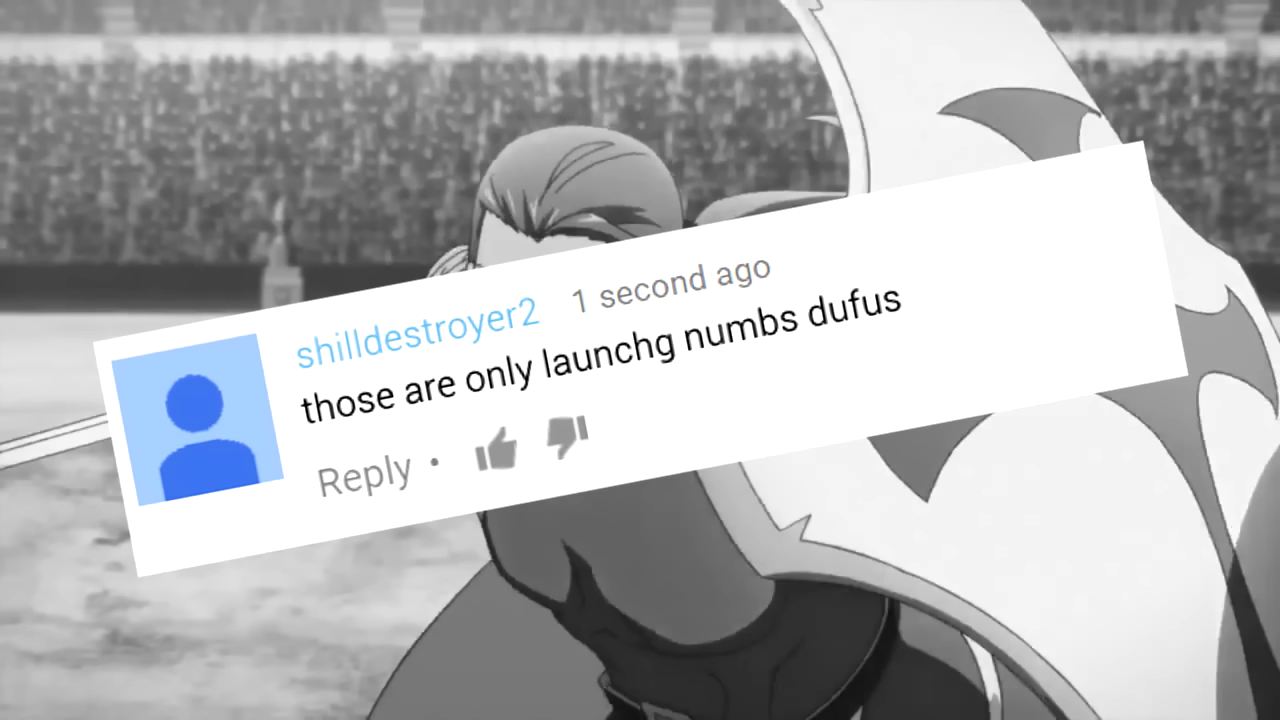 shilldestroyer2 1 second ago
those are only launchg numbs dufus
Reply •